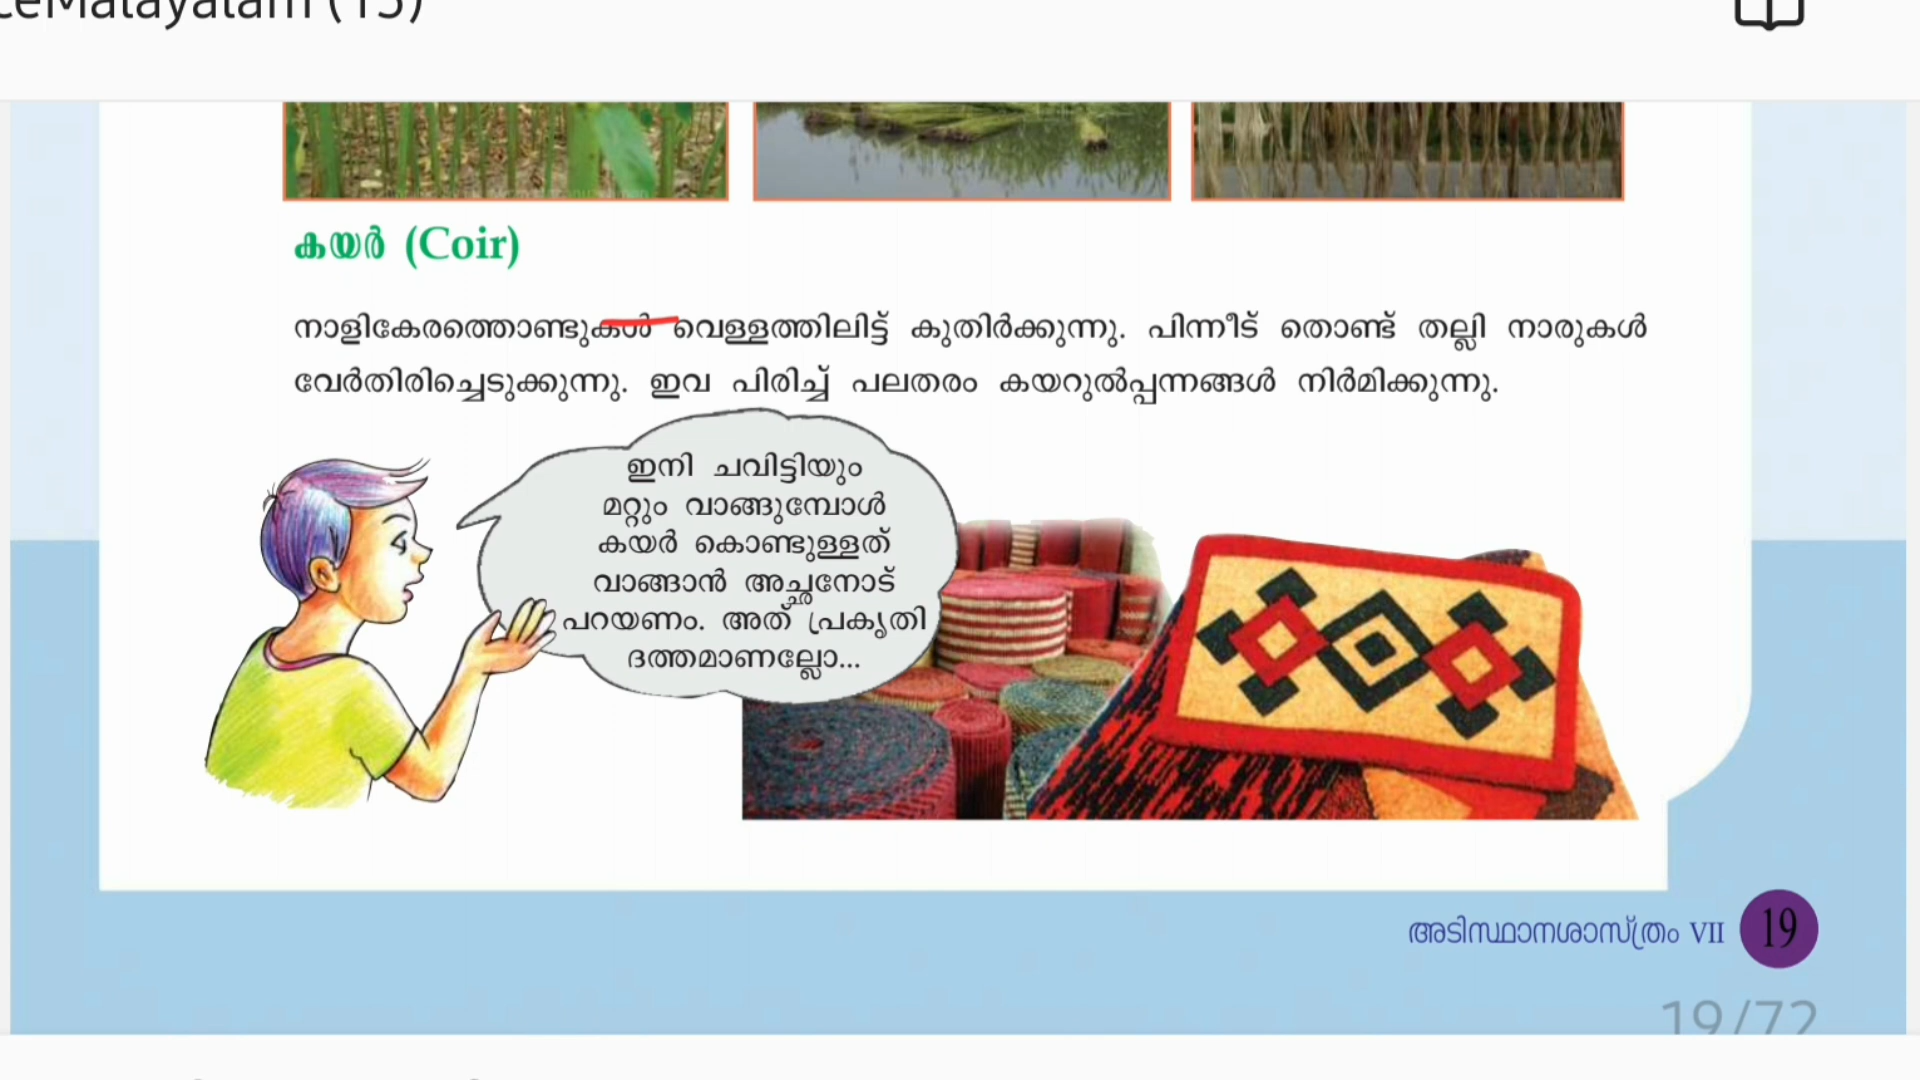 കയർ (Coir)
നാളികേരത്തൊണ്ടുകൾ വെള്ളത്തിലിട്ട് കുതിർക്കുന്നു. പിന്നീട് തൊണ്ട് തല്ലി നാരുകൾ
വേർതിരിച്ചെടുക്കുന്നു. ഇവ പിരിച്ച് പലതരം കയറുൽപ്പന്നങ്ങൾ നിർമിക്കുന്നു.
ഇനി ചവിട്ടിയും
മറ്റും വാങ്ങുമ്പോൾ
കയർ കൊണ്ടുള്ളത്
വാങ്ങാൻ അച്ഛനോട്
പറയണം. അത് പ്രകൃതി
ദത്തമാണല്ലോ...
അടിസ്ഥാനശാസ്ത്രം VII 19
19/72